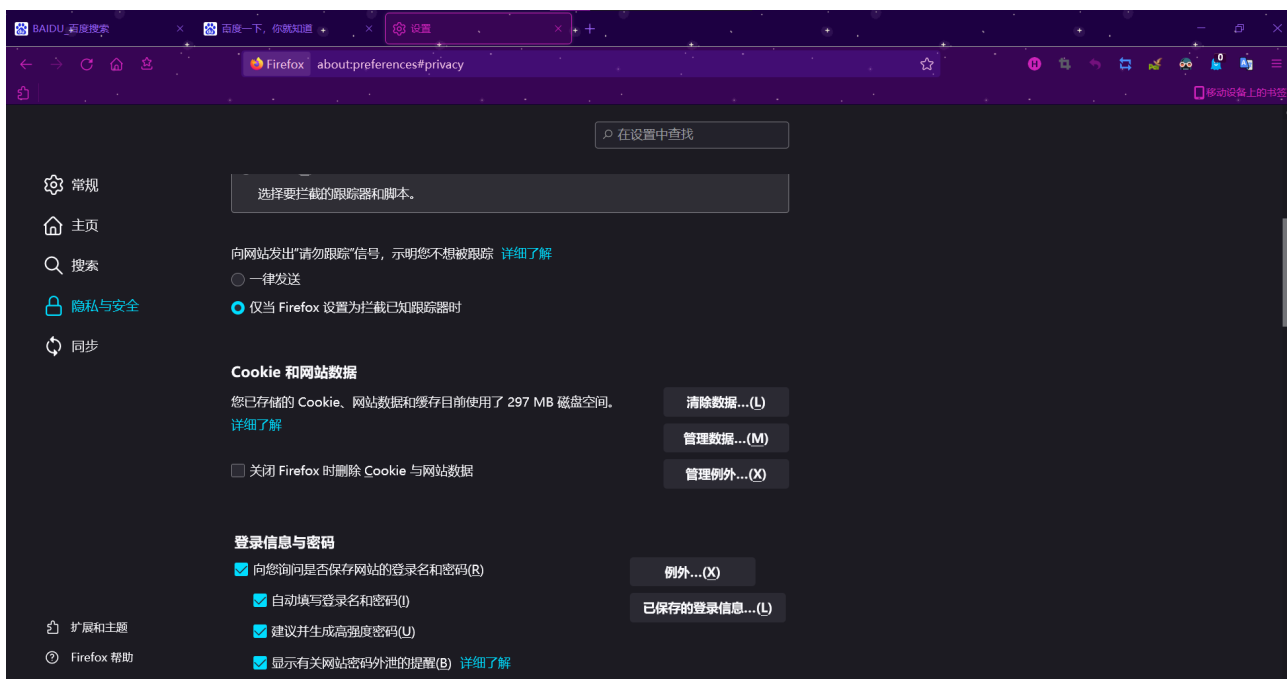 BAIDU_百度搜索
百度一下，你就知道
设置
Firefox about:preferences#privacy
移动设备上的书签
在设置中查找
常规
主页
搜索
隐私与安全
同步
扩展和主题
Firefox 帮助
选择要拦截的跟踪器和脚本。
向网站发出“请勿跟踪”信号，示明您不想被跟踪 详细了解
一律发送
仅当 Firefox 设置为拦截已知跟踪器时
Cookie 和网站数据
您已存储的 Cookie、网站数据和缓存目前使用了 297 MB 磁盘空间。
详细了解
清除数据…(L)
管理数据…(M)
关闭 Firefox 时删除 Cookie 与网站数据
管理例外…(X)
登录信息与密码
向您询问是否保存网站的登录名和密码(R)
例外…(X)
自动填写登录名和密码(I)
已保存的登录信息…(L)
建议并生成高强度密码(U)
显示有关网站密码外泄的提醒(B) 详细了解